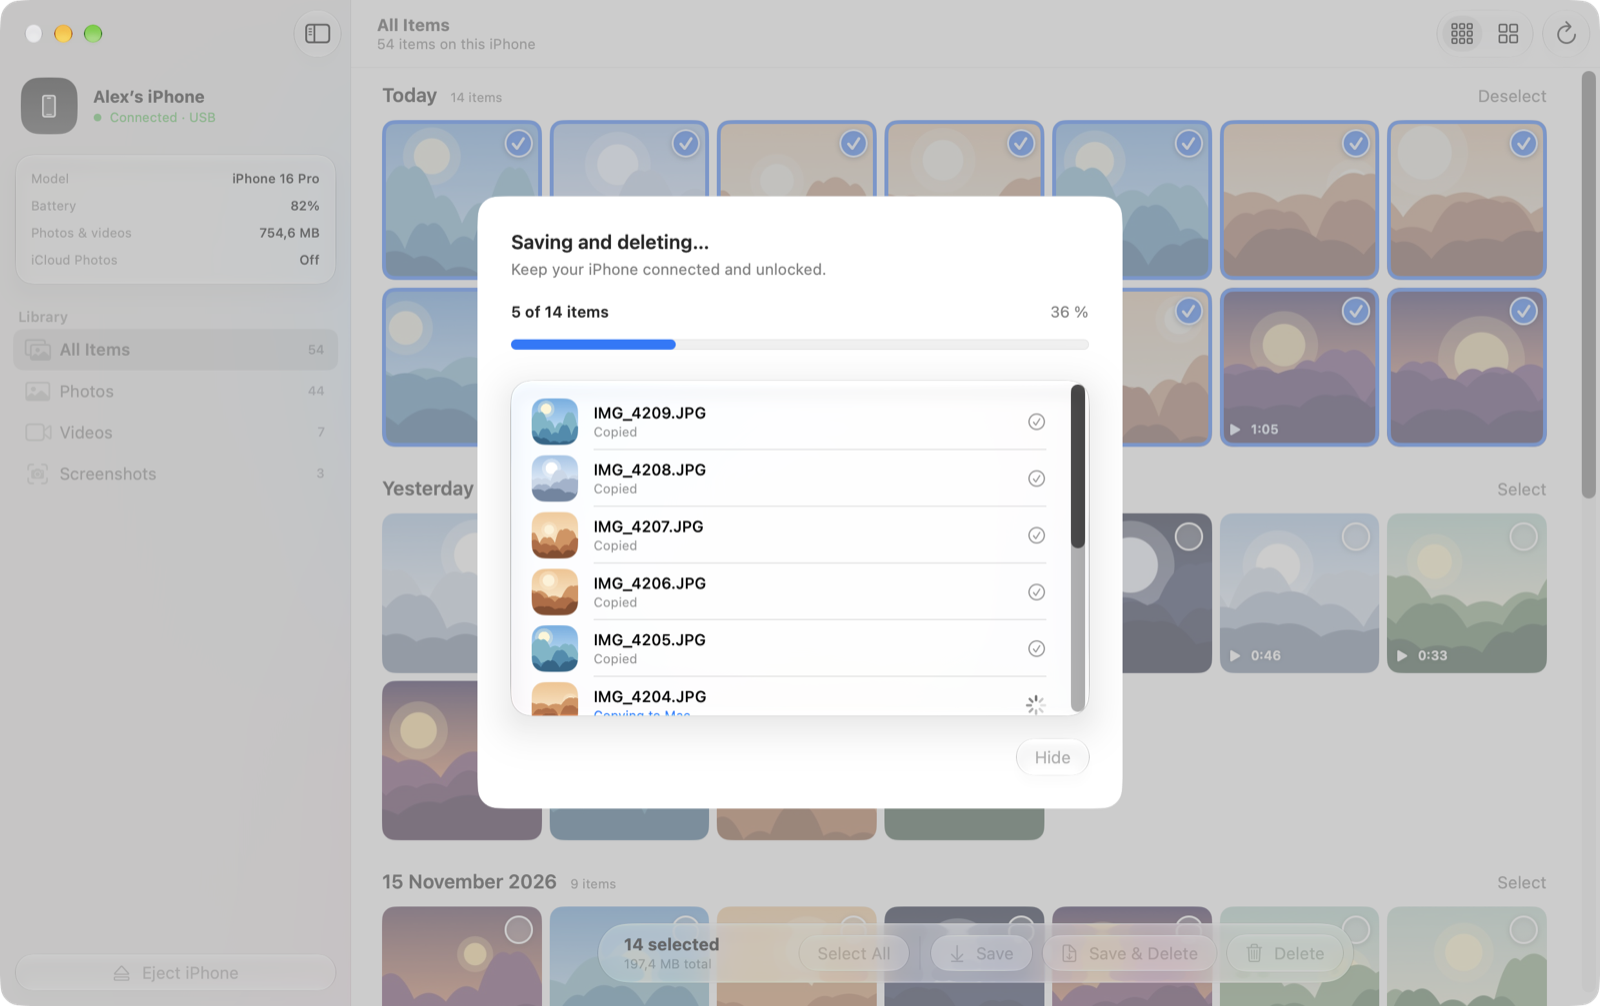 All Items
54 items on this iPhone
Alex’s iPhone
Connected · USB
Model iPhone 16 Pro
Battery 82%
Photos & videos 754,6 MB
iCloud Photos Off
Library
All Items 54
Photos 44
Videos 7
Screenshots 3
Eject iPhone
Today 14 items Deselect
1:05
Yesterday Select
0:46
0:33
15 November 2026 9 items Select
Saving and deleting...
Keep your iPhone connected and unlocked.
5 of 14 items 36 %
IMG_4209.JPG
Copied
IMG_4208.JPG
Copied
IMG_4207.JPG
Copied
IMG_4206.JPG
Copied
IMG_4205.JPG
Copied
IMG_4204.JPG
Copying to Mac
Hide
14 selected
197,4 MB total
Select All
Save
Save & Delete
Delete